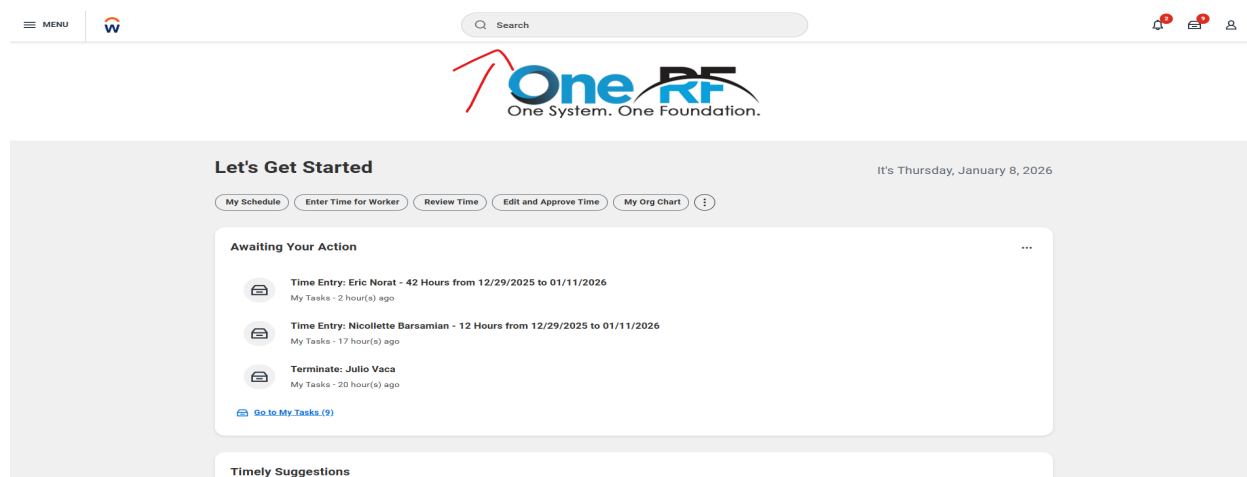 MENU
Search
2
9
One RF
One System. One Foundation.
Let's Get Started
It's Thursday, January 8, 2026
My Schedule
Enter Time for Worker
Review Time
Edit and Approve Time
My Org Chart
Awaiting Your Action
Time Entry: Eric Norat - 42 Hours from 12/29/2025 to 01/11/2026
My Tasks - 2 hour(s) ago
Time Entry: Nicollette Barsamian - 12 Hours from 12/29/2025 to 01/11/2026
My Tasks - 17 hour(s) ago
Terminate: Julio Vaca
My Tasks - 20 hour(s) ago
Go to My Tasks (9)
Timely Suggestions